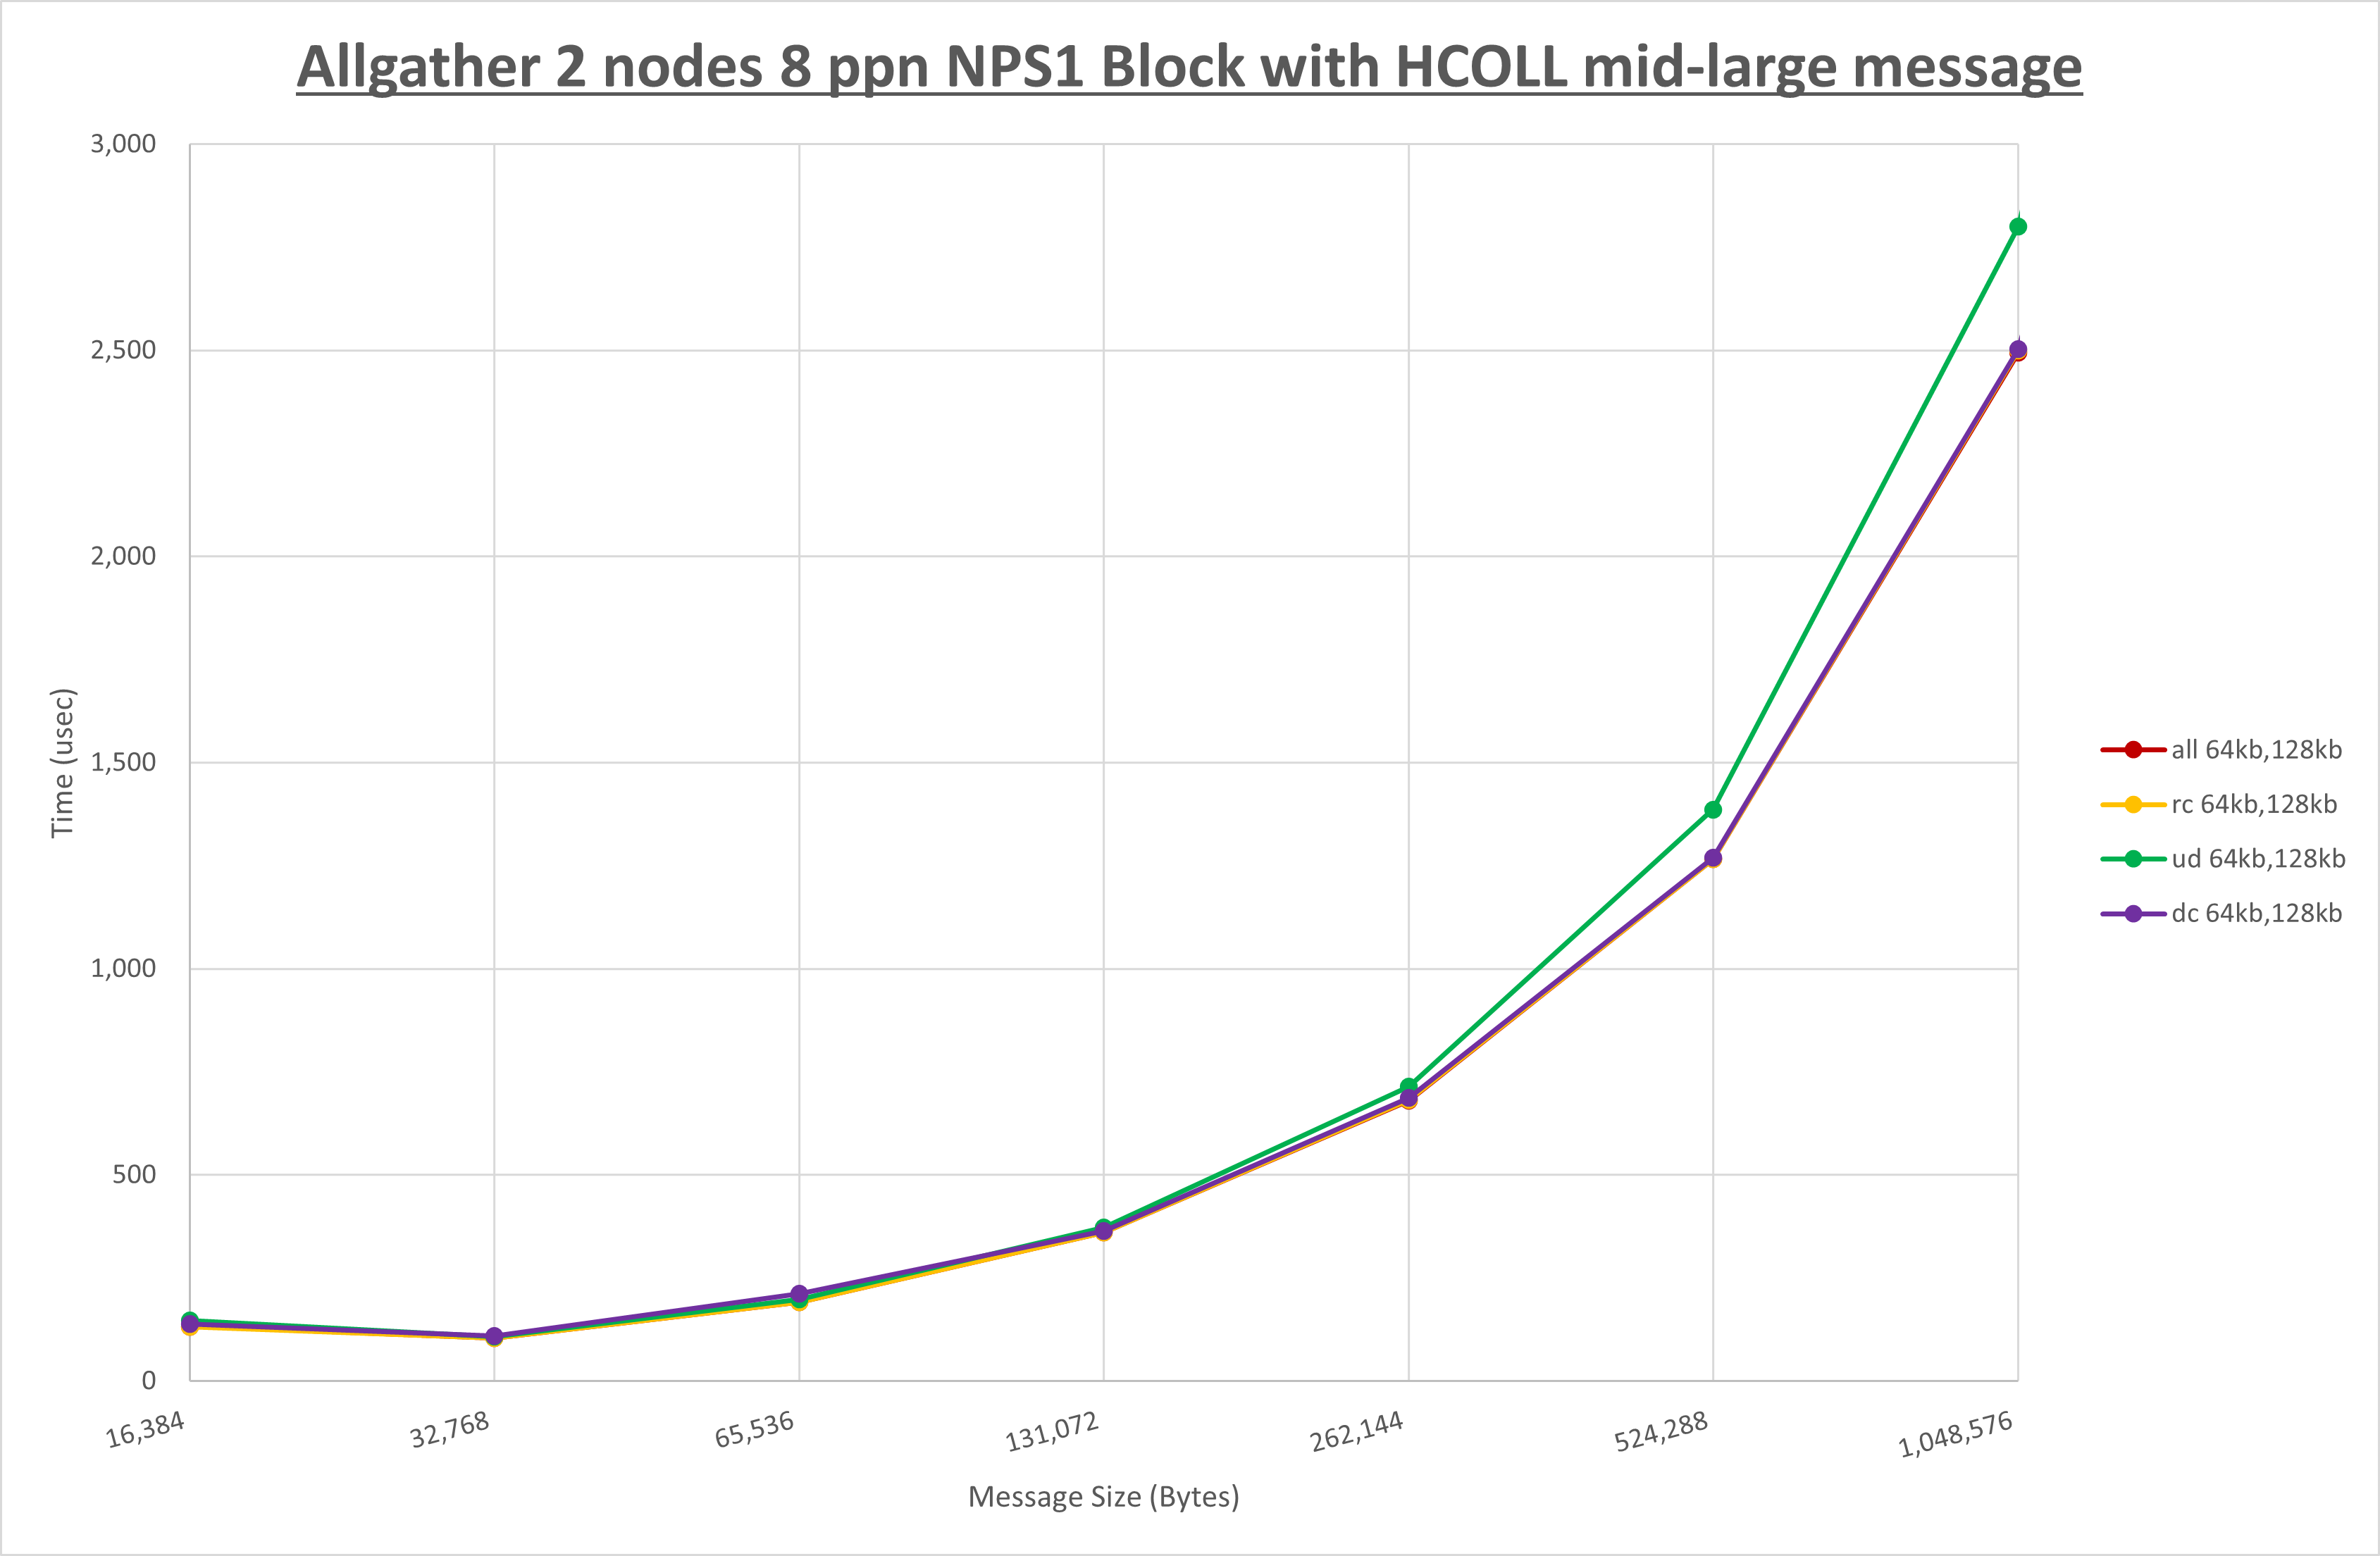 Allgather 2 nodes 8 ppn NPS1 Block with HCOLL mid-large message
3,000
2,500
2,000
1,500
1,000
500
0
Time (usec)
16,384
32,768
65,536
131,072
262,144
524,288
1,048,576
Message Size (Bytes)
all 64kb,128kb
rc 64kb,128kb
ud 64kb,128kb
dc 64kb,128kb